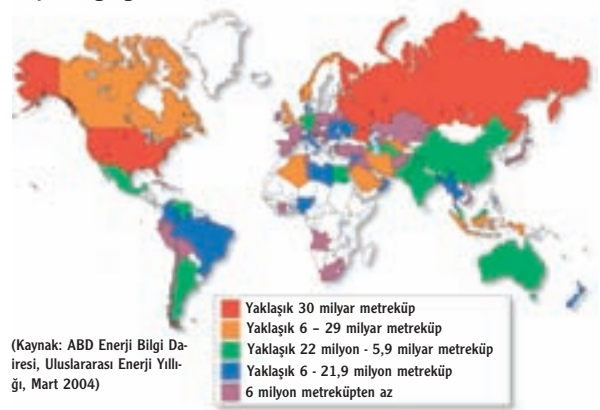 Yaklaşık 30 milyar metreküp
Yaklaşık 6 – 29 milyar metreküp
Yaklaşık 22 milyon - 5,9 milyar metreküp
Yaklaşık 6 - 21,9 milyon metreküp
6 milyon metreküpten az
(Kaynak: ABD Enerji Bilgi Da-
iresi, Uluslararası Enerji Yıllı-
ğı, Mart 2004)